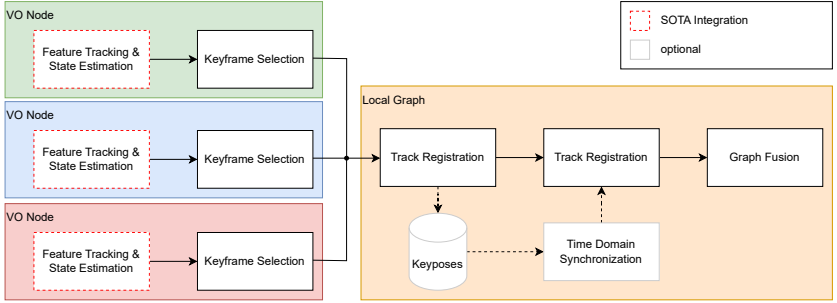 VO Node
Feature Tracking &
State Estimation
Keyframe Selection
VO Node
Feature Tracking &
State Estimation
Keyframe Selection
VO Node
Feature Tracking &
State Estimation
Keyframe Selection
SOTA Integration
optional
Local Graph
Track Registration
Track Registration
Graph Fusion
Keyposes
Time Domain
Synchronization